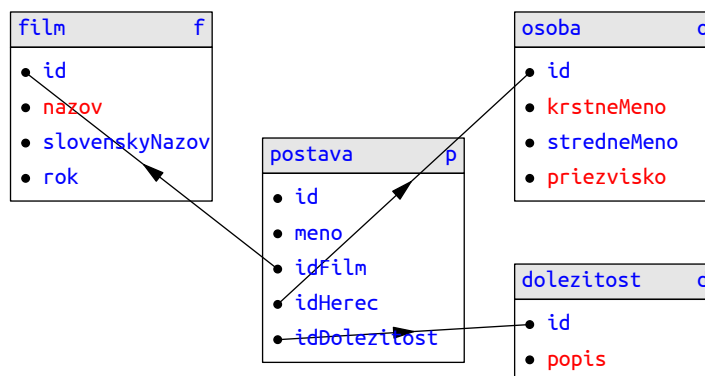 film f
id
nazov
slovenskyNazov
rok
postava p
id
meno
idFilm
idHerec
idDolezitost
osoba
id
krstneMeno
stredneMeno
priezvisko
dolezitost
id
popis